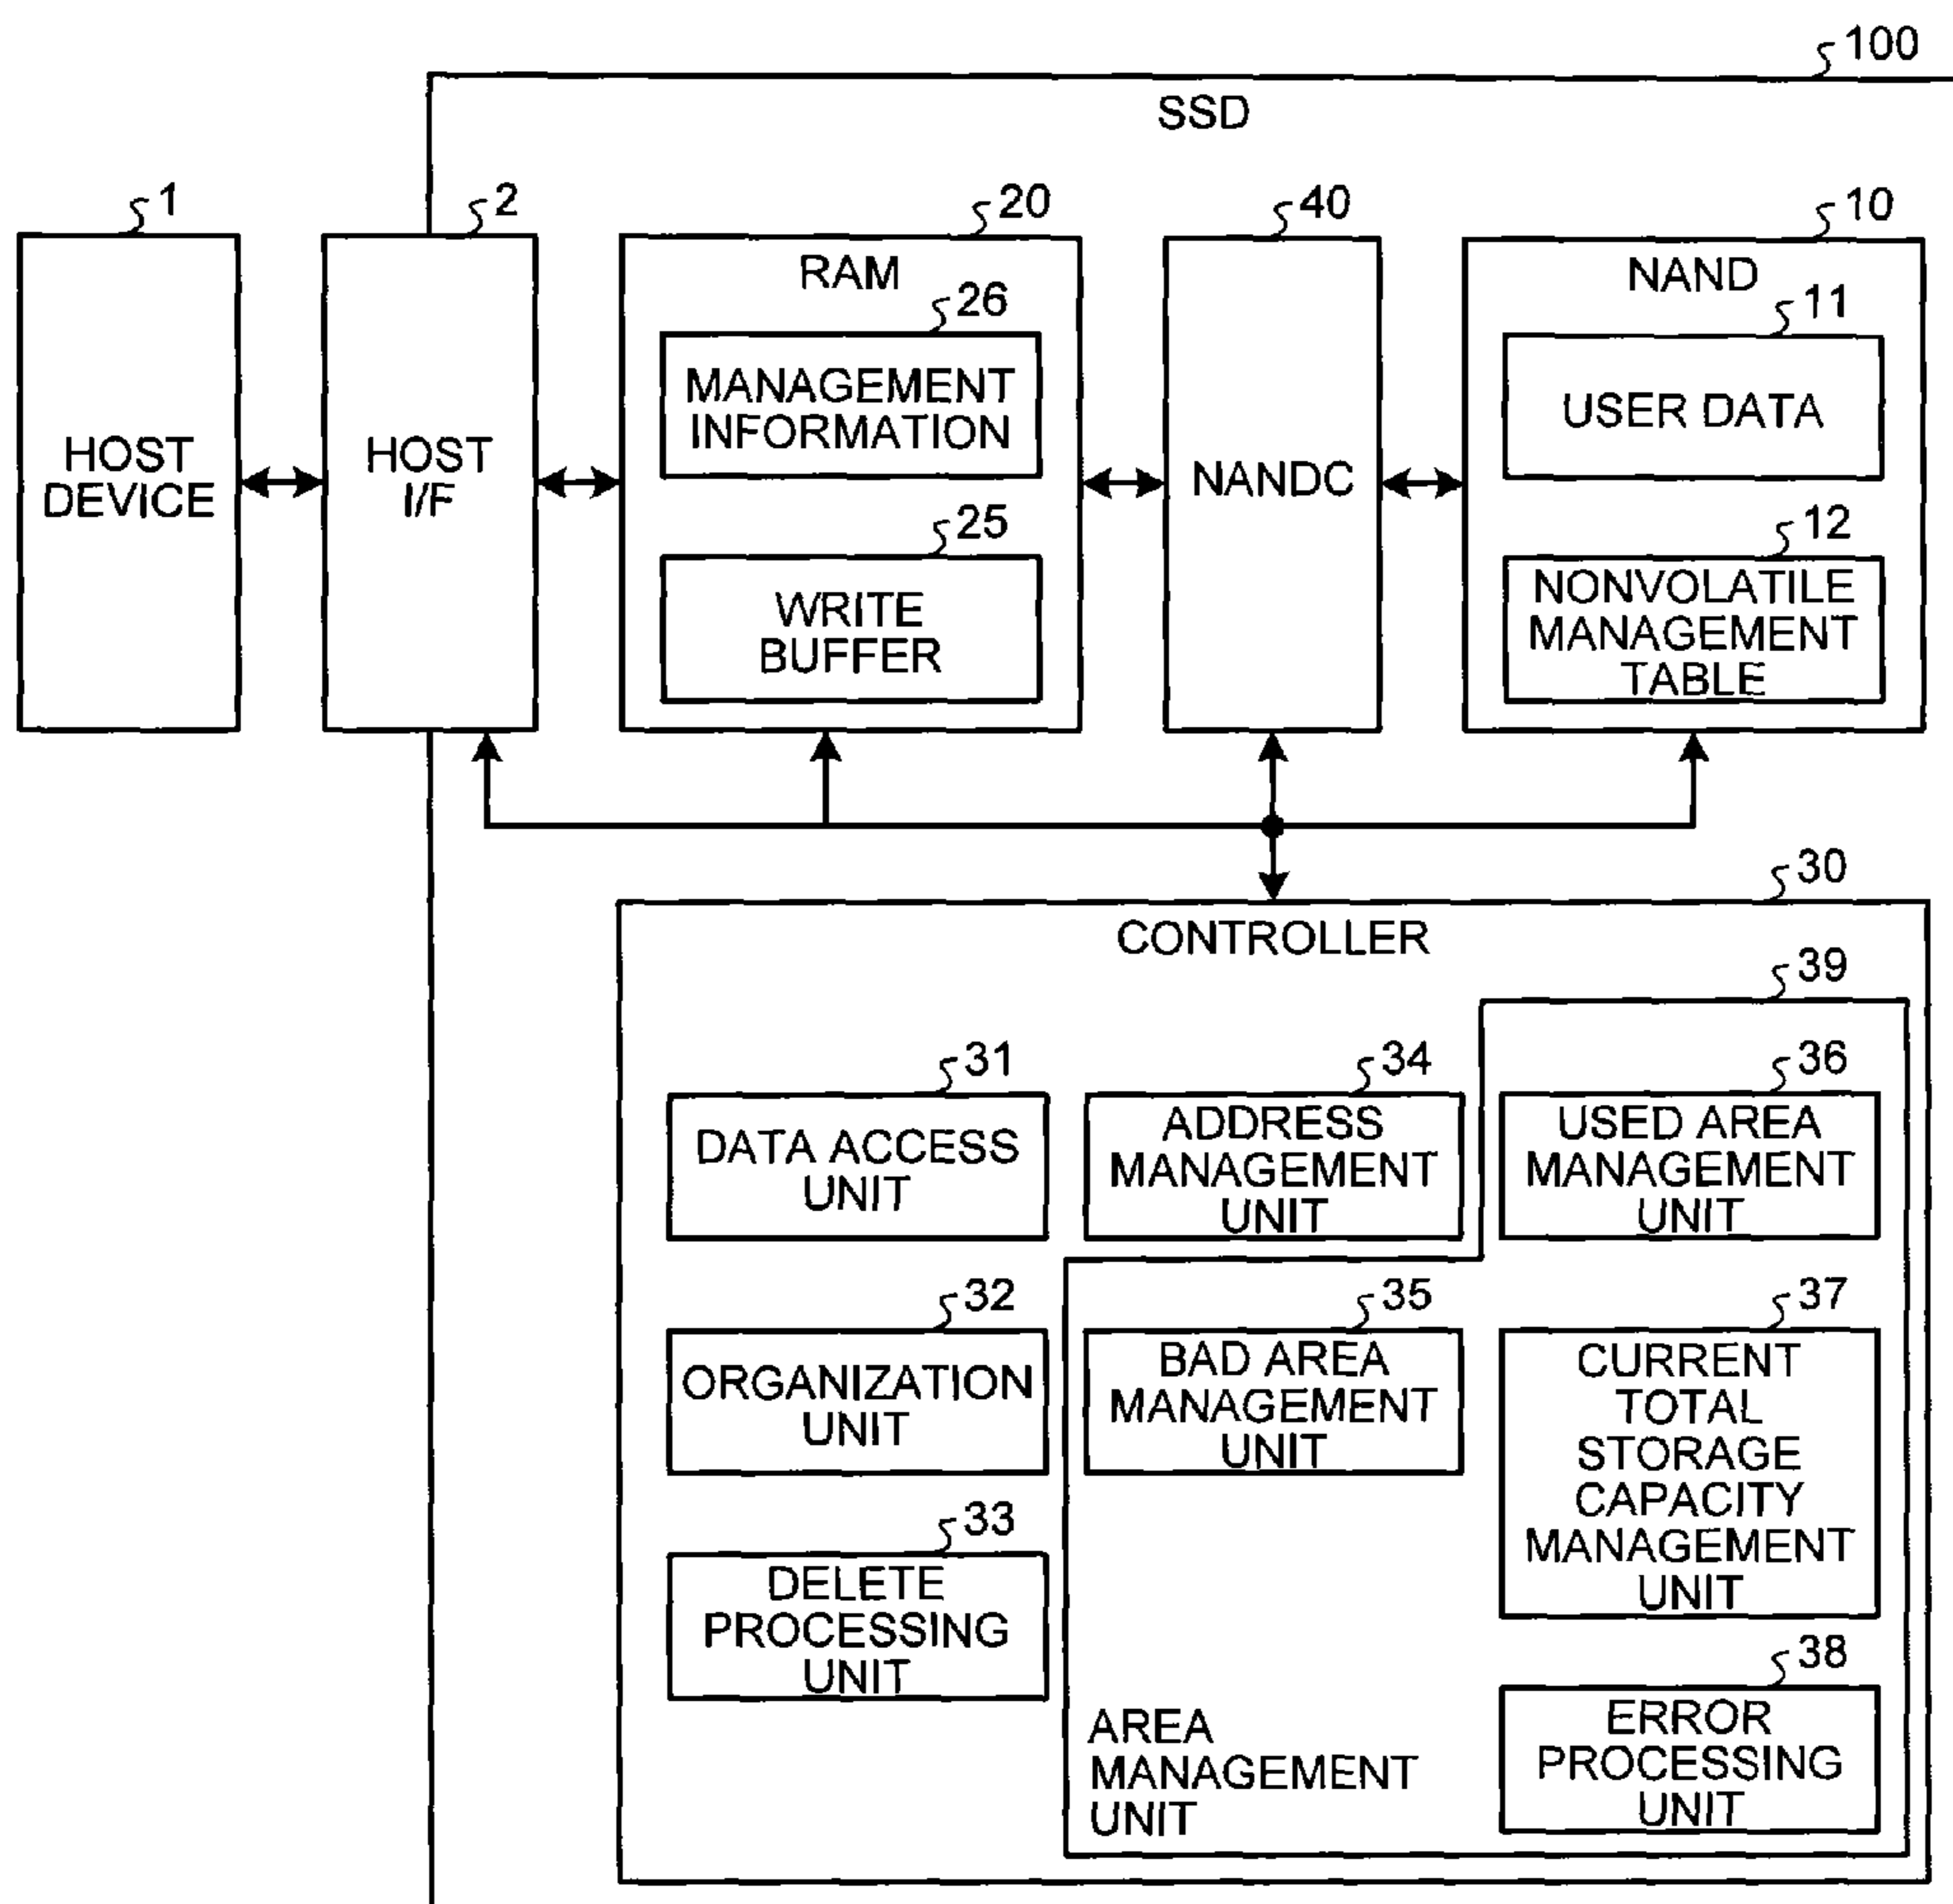 100
SSD
1
2
20
40
10
HOST
DEVICE
HOST
I/F
RAM
26
MANAGEMENT
INFORMATION
25
WRITE
BUFFER
NANDC
NAND
11
USER DATA
12
NONVOLATILE
MANAGEMENT
TABLE
30
CONTROLLER
39
31
DATA ACCESS
UNIT
34
ADDRESS
MANAGEMENT
UNIT
36
USED AREA
MANAGEMENT
UNIT
32
ORGANIZATION
UNIT
35
BAD AREA
MANAGEMENT
UNIT
37
CURRENT
TOTAL
STORAGE
CAPACITY
MANAGEMENT
UNIT
33
DELETE
PROCESSING
UNIT
AREA
MANAGEMENT
UNIT
38
ERROR
PROCESSING
UNIT